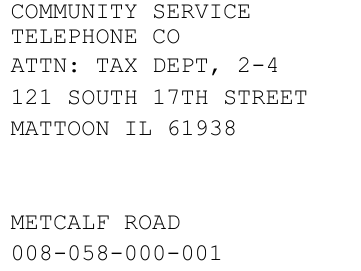 COMMUNITY SERVICE
TELEPHONE CO
ATTN: TAX DEPT, 2-4
121 SOUTH 17TH STREET
MATTOON IL 61938
METCALF ROAD
008-058-000-001